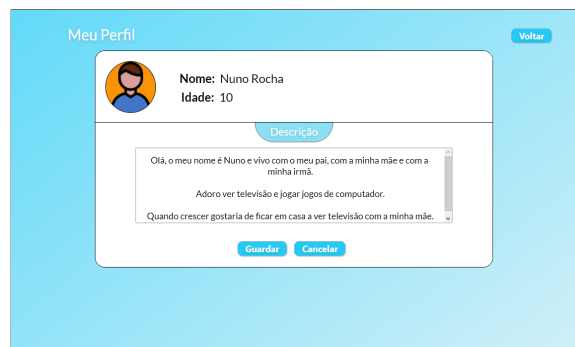 Meu Perfil
Voltar
Nome: Nuno Rocha
Idade: 10
Descrição
Olá, o meu nome é Nuno e vivo com o meu pai, com a minha mãe e com a
minha irmã.
Adoro ver televisão e jogar jogos de computador.
Quando crescer gostaria de ficar em casa a ver televisão com a minha mãe.
Guardar Cancelar